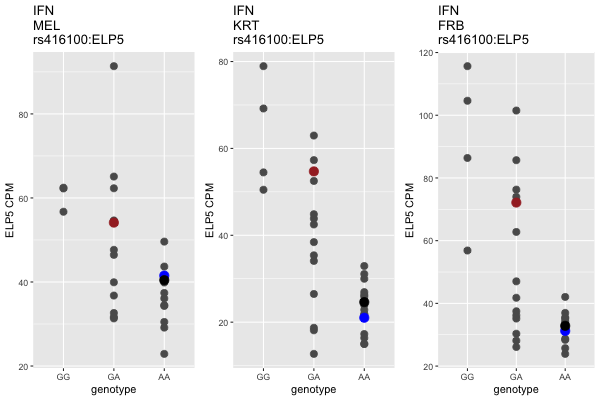 IFN
MEL
rs416100:ELP5
ELP5 CPM
80
60
40
20
GG
GA
AA
genotype
IFN
KRT
rs416100:ELP5
ELP5 CPM
80
60
40
20
GG
GA
AA
genotype
IFN
FRB
rs416100:ELP5
ELP5 CPM
120
100
80
60
40
20
GG
GA
AA
genotype